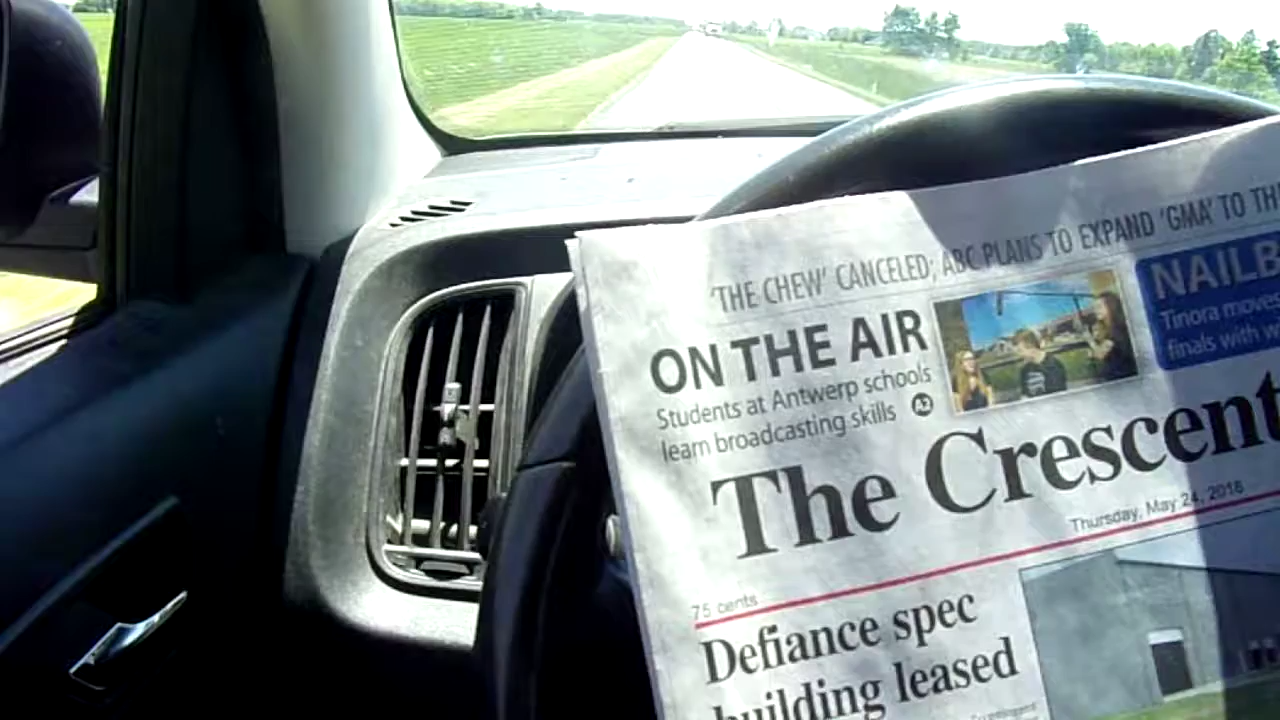 'THE CHEW' CANCELED; ABC PLANS TO EXPAND 'GMA' TO TH
ON THE AIR
Students at Antwerp schools
learn broadcasting skills A2
NAILB
Tinora moves
finals with w
The Crescent
Thursday, May 24, 2018
75 cents
Defiance spec
building leased